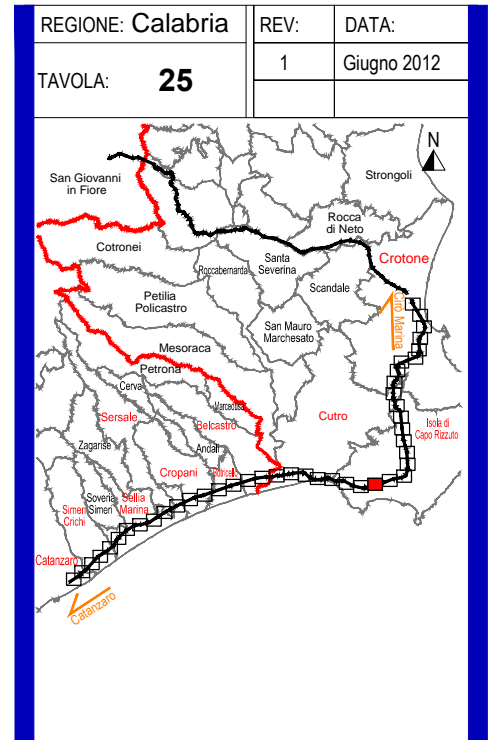 REGIONE: Calabria
REV:
DATA:
TAVOLA: 25
1
Giugno 2012
N
San Giovanni
in Fiore
Strongoli
Rocca
di Neto
Cotronei
Santa
Severina
Crotone
Roccabernarda
Scandale
Petilia
Policastro
Ciro Marina
San Mauro
Marchesato
Mesoraca
Petrona
Cerva
Marcedusa
Sersale
Belcastro
Cutro
Isola di
Capo Rizzuto
Andali
Zagarise
Cropani
Botricello
Soveria
Simeri
Sellia
Marina
Simeri
Crichi
Catanzaro
Catanzaro